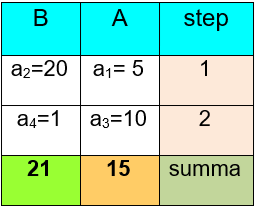 B A step
a₂=20 a₁= 5 1
a₄=1 a₃=10 2
21 15 summa